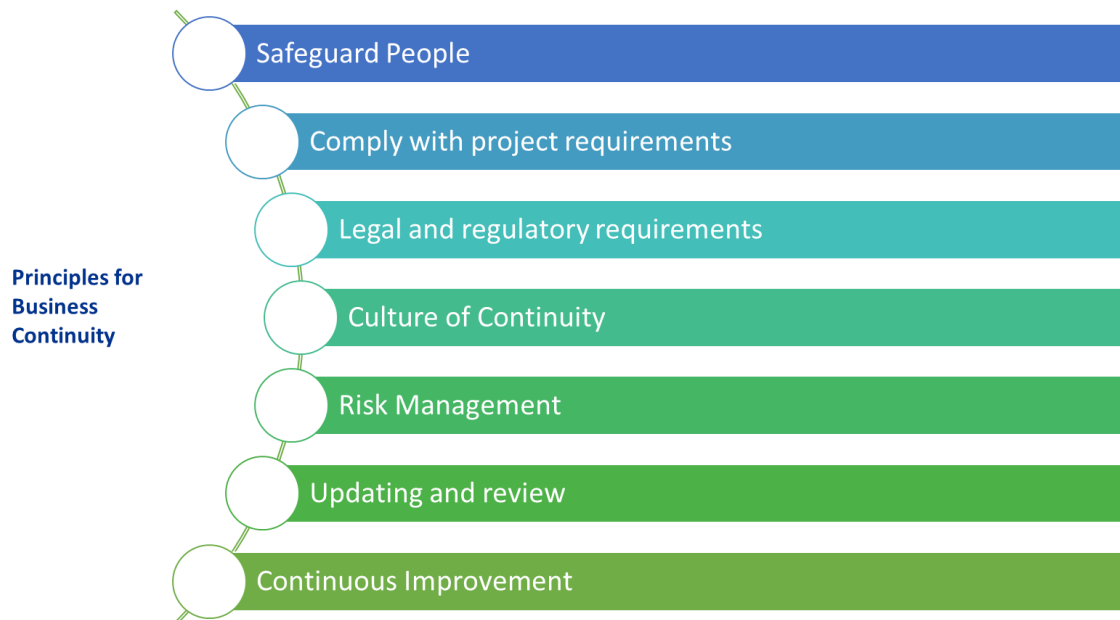 Safeguard People
Comply with project requirements
Legal and regulatory requirements
Principles for
Business
Continuity
Culture of Continuity
Risk Management
Updating and review
Continuous Improvement